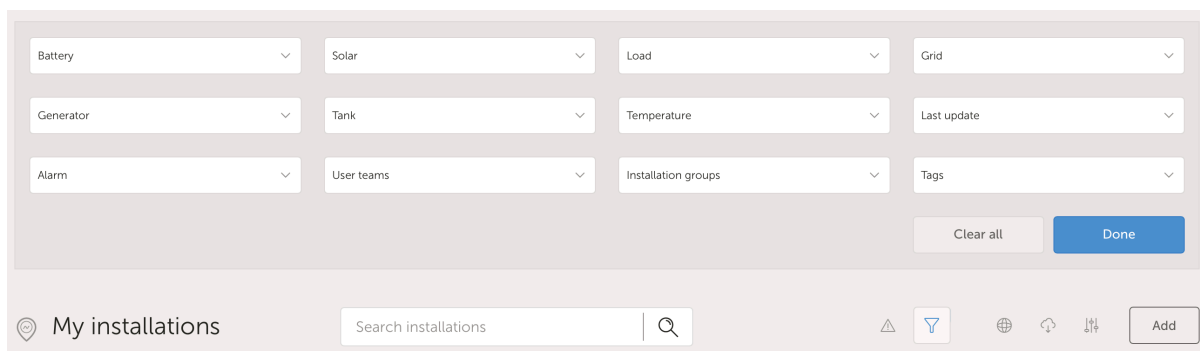 Battery Solar Load Grid
Generator Tank Temperature Last update
Alarm User teams Installation groups Tags
Clear all Done
My installations Search installations Add